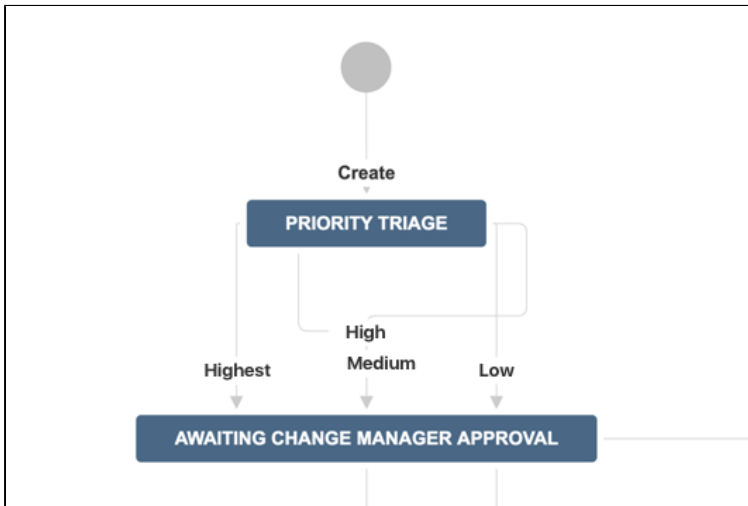 Create
PRIORITY TRIAGE
High
Medium
Highest
Low
AWAITING CHANGE MANAGER APPROVAL